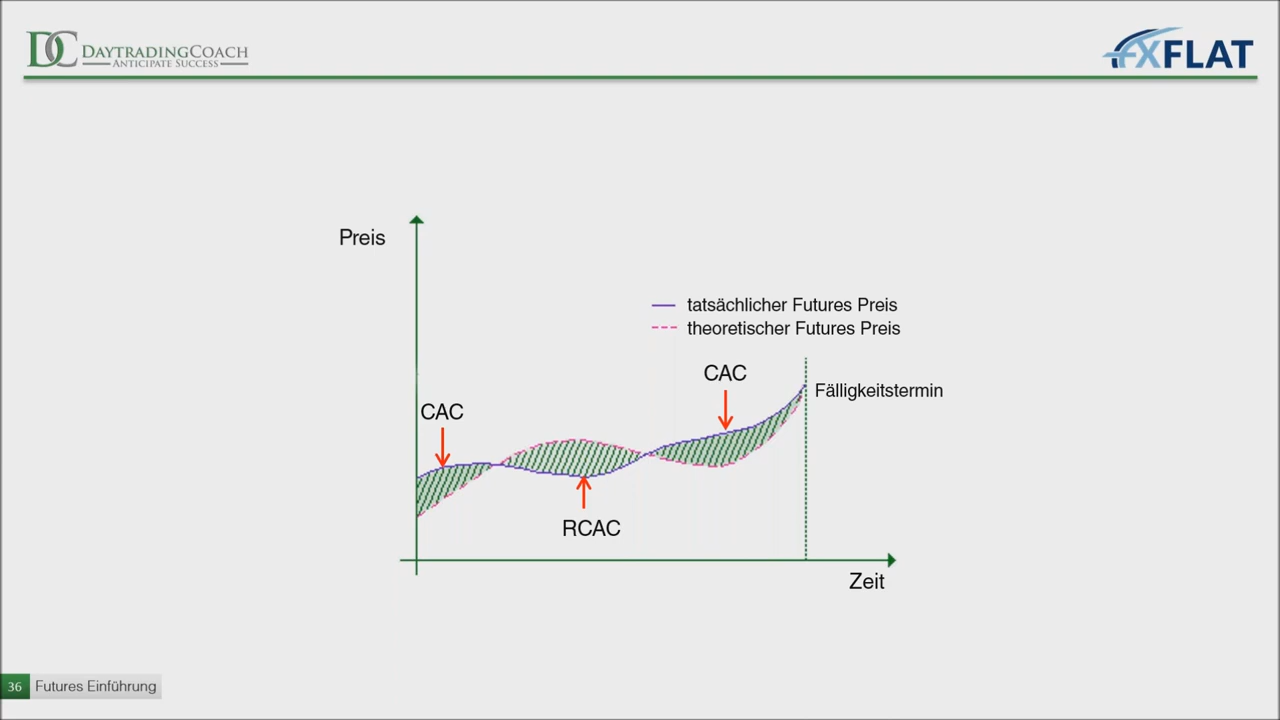 DC DAYTRADINGCOACH
ANTICIPATE SUCCESS
FXFLAT
Preis
tatsächlicher Futures Preis
theoretischer Futures Preis
CAC
Fälligkeitstermin
CAC
RCAC
Zeit
36 Futures Einführung